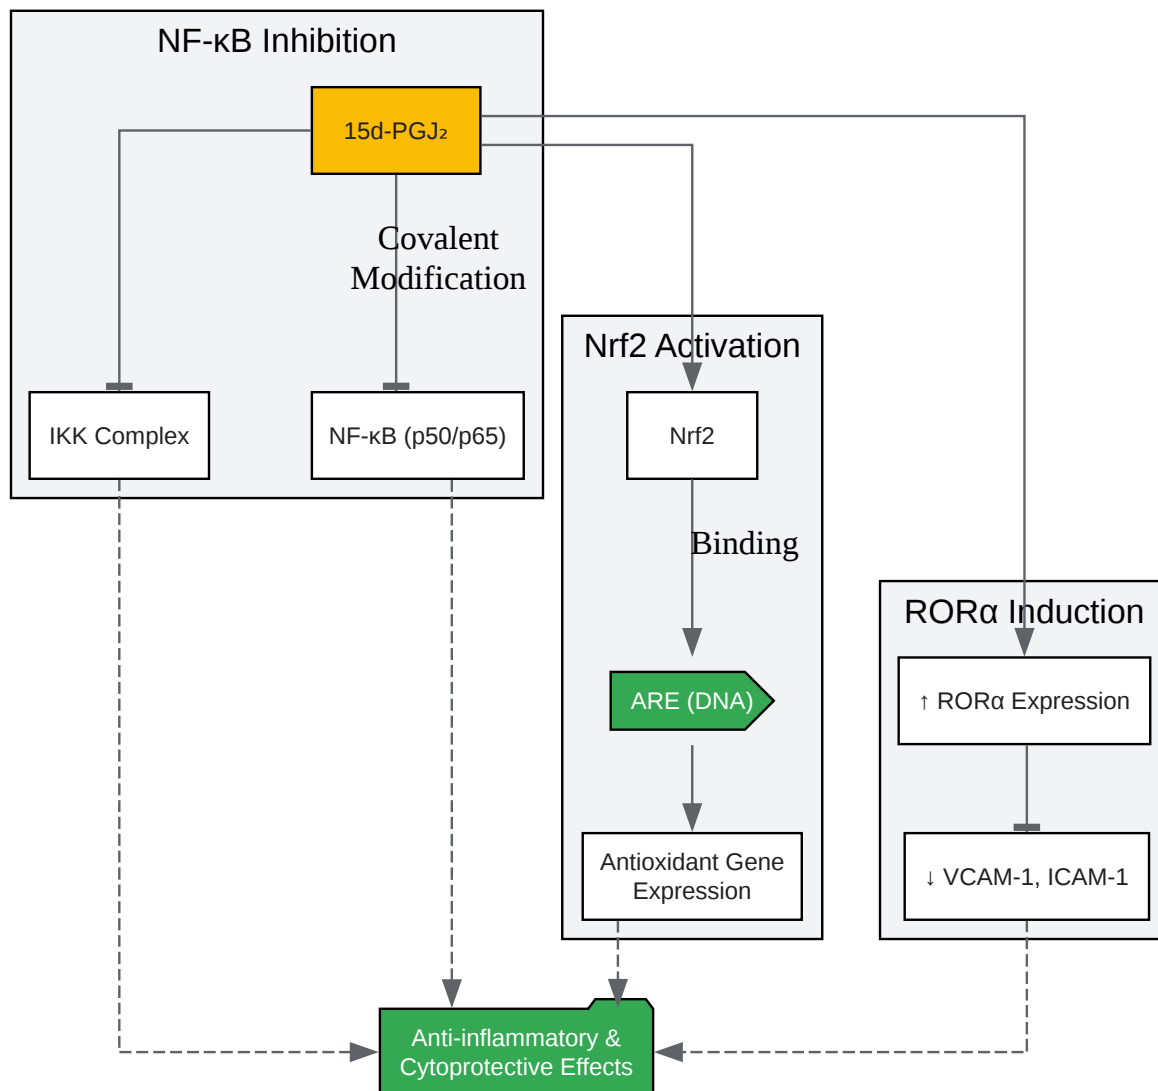 NF-κB Inhibition
15d-PGJ₂
Covalent
Modification
IKK Complex
NF-κB (p50/p65)
Nrf2 Activation
Nrf2
Binding
ARE (DNA)
Antioxidant Gene
Expression
RORα Induction
↑ RORα Expression
↓ VCAM-1, ICAM-1
Anti-inflammatory &
Cytoprotective Effects